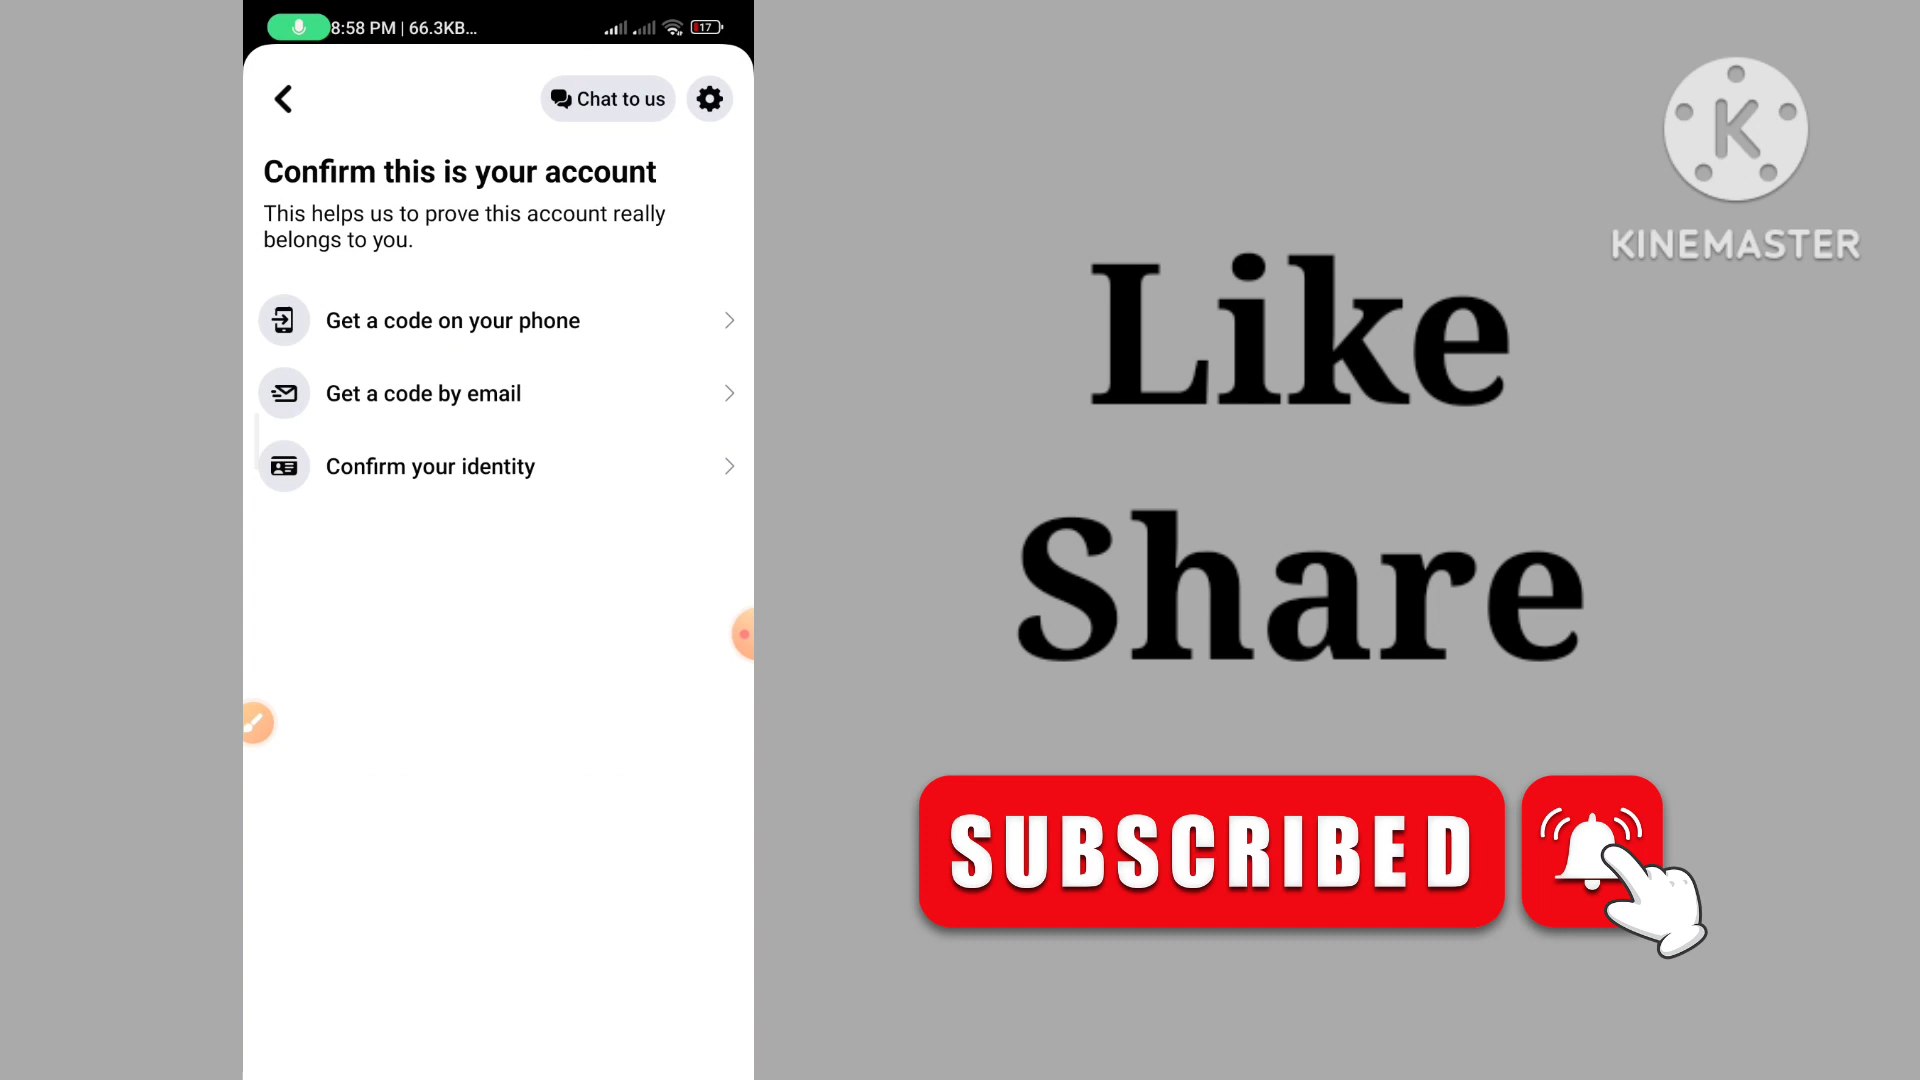 8:58 PM | 66.3KB...
17
Chat to us
Confirm this is your account
This helps us to prove this account really
belongs to you.
Get a code on your phone
Get a code by email
Confirm your identity
K
KINEMASTER
Like
Share
SUBSCRIBED